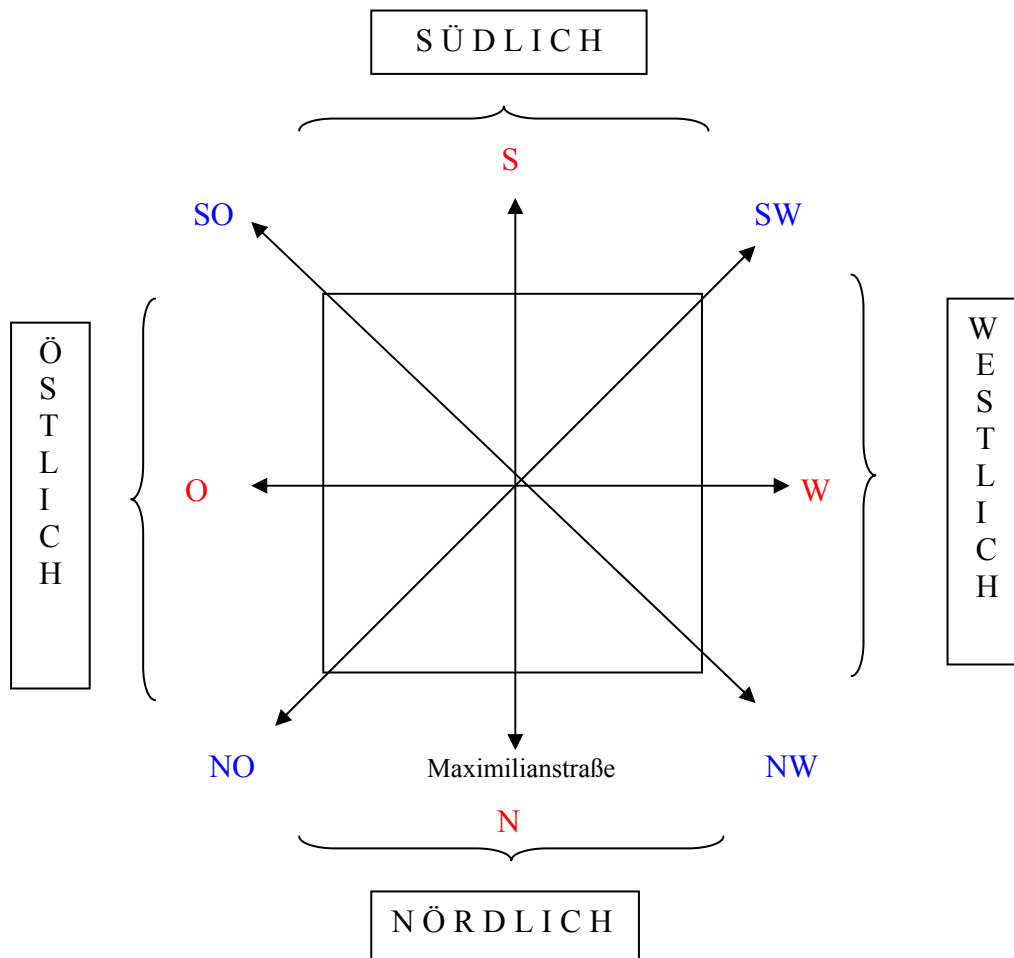 S Ü D L I C H
S
SO
SW
Ö
S
T
L
I
C
H
W
E
S
T
L
I
C
H
O
W
NO
Maximilianstraße
NW
N
N Ö R D L I C H